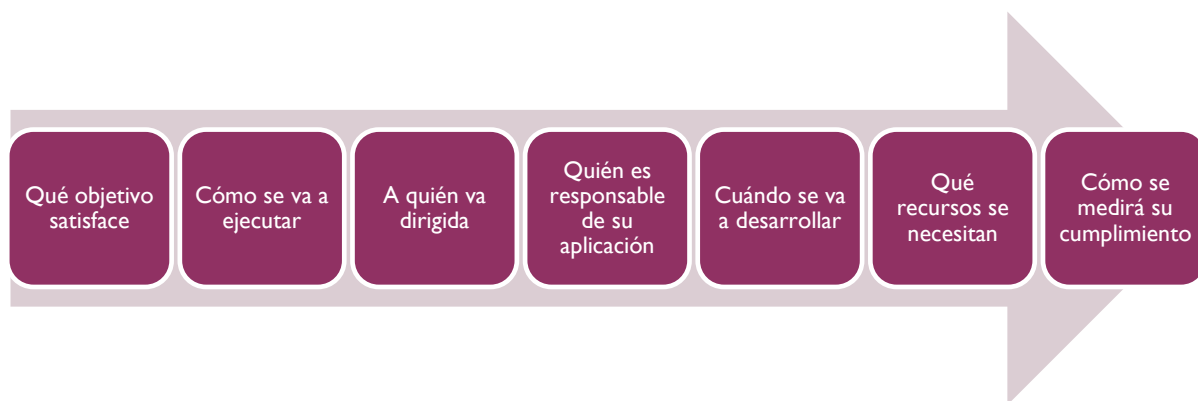 Qué objetivo
satisface
Cómo se va a
ejecutar
A quién va
dirigida
Quién es
responsable
de su
aplicación
Cuándo se va
a desarrollar
Qué
recursos se
necesitan
Cómo se
medirá su
cumplimiento